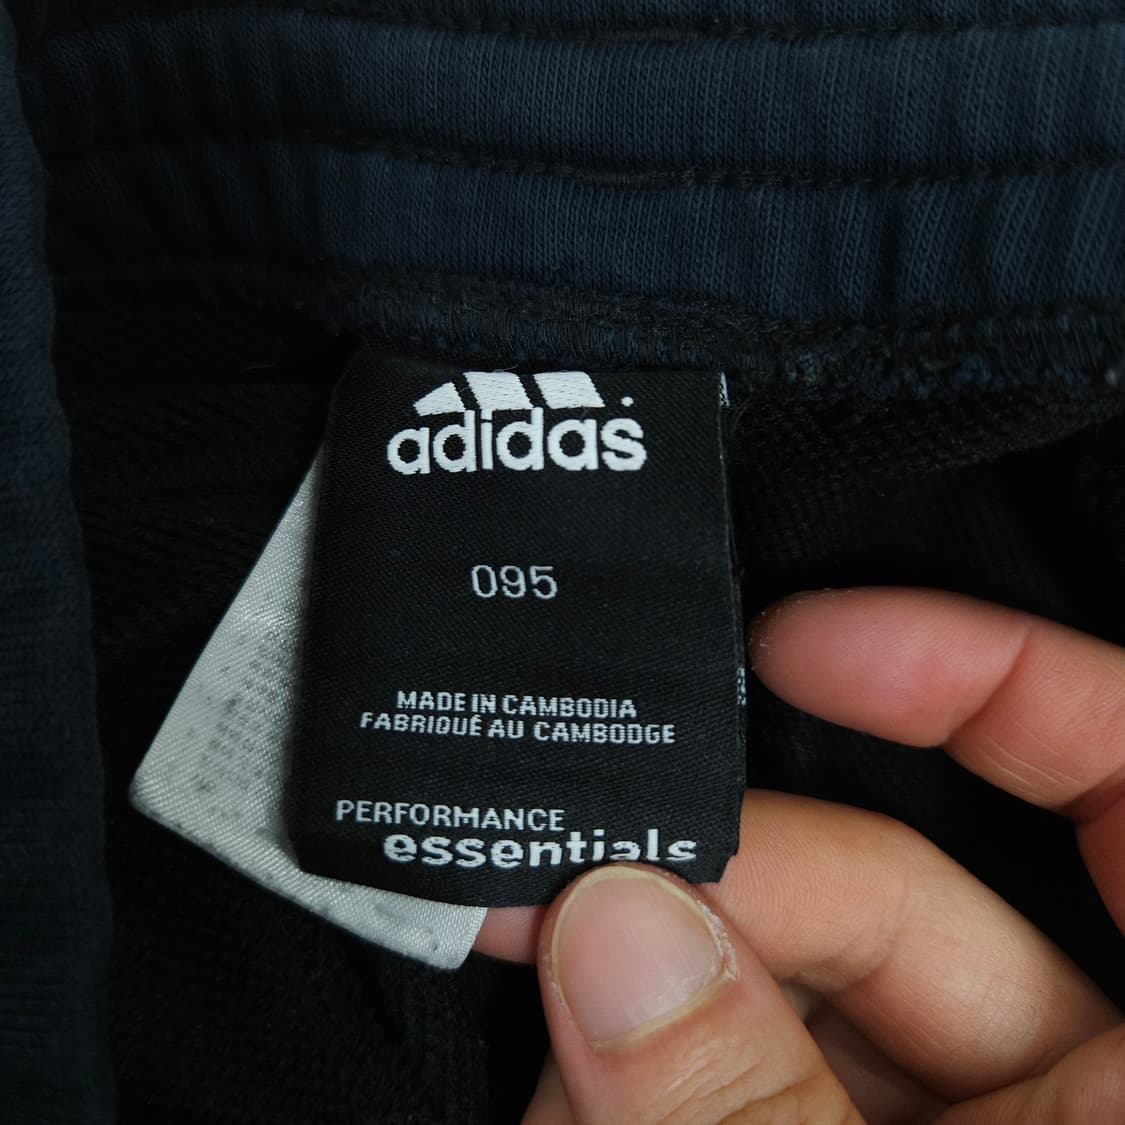 adidas
095
MADE IN CAMBODIA
FABRIQUÉ AU CAMBODGE
PERFORMANCE
essentials